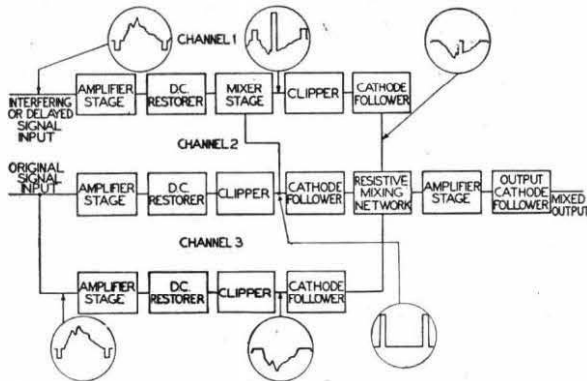 CHANNEL 1
AMPLIFIER
STAGE
D.C.
RESTORER
MIXER
STAGE
CLIPPER
CATHODE
FOLLOWER
INTERFERING
OR DELAYED
SIGNAL
INPUT
CHANNEL 2
ORIGINAL
SIGNAL
INPUT
AMPLIFIER
STAGE
D.C.
RESTORER
CLIPPER
CATHODE
FOLLOWER
RESISTIVE
MIXING
NETWORK
AMPLIFIER
STAGE
OUTPUT
CATHODE
FOLLOWER
MIXED
OUTPUT
CHANNEL 3
AMPLIFIER
STAGE
D.C.
RESTORER
CLIPPER
CATHODE
FOLLOWER